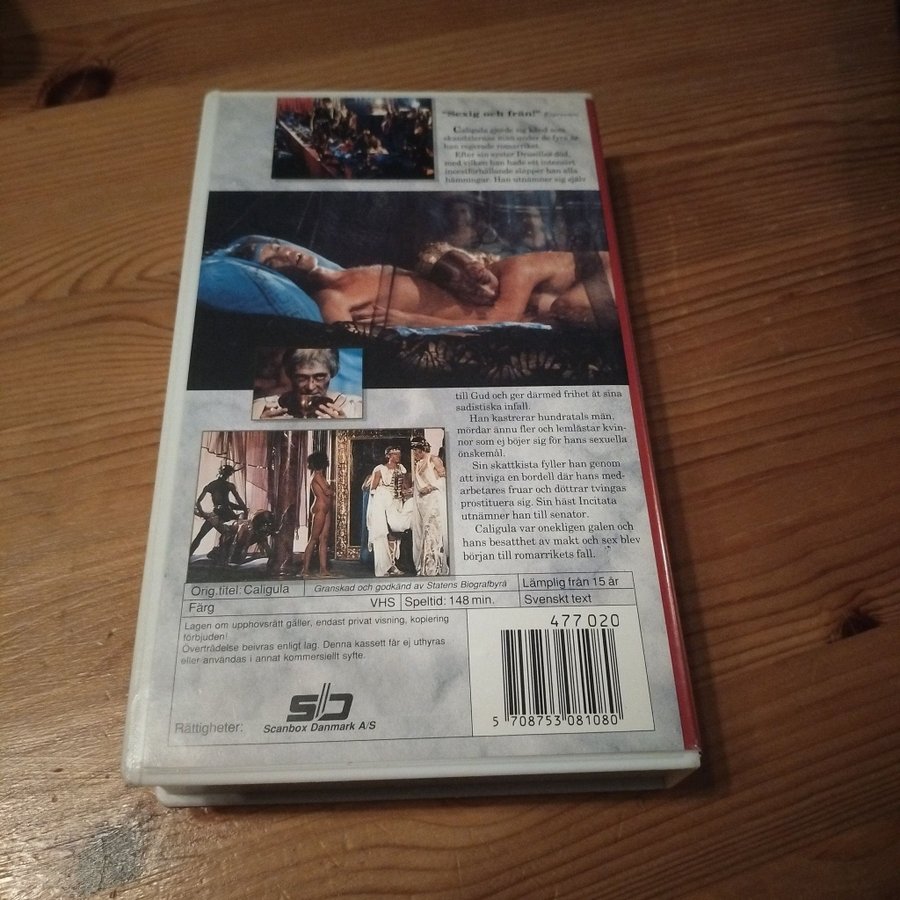 "Sexig och från!" Expressen
Caligula gjorde sig känd som
skandalernas man under de fyra år
han regerade romarriket.
Efter sin syster Drusillas död,
med vilken han hade ett intensivt
incestförhållande släpper han alla
hämningar. Han utnämner sig själv
till Gud och ger därmed frihet åt sina
sadistiska infall.
Han kastrerar hundratals män,
mördar ännu fler och lemlästar kvin-
nor som ej böjer sig för hans sexuella
önskemål.
Sin skattkista fyller han genom
att inviga en bordell där hans med-
arbetares fruar och döttrar tvingas
prostituera sig. Sin häst Incitata
utnämner han till senator.
Caligula var onekligen galen och
hans besatthet av makt och sex blev
början till romarrikets fall.
Orig.titel: Caligula Granskad och godkänd av Statens Biografbyrå Lämplig från 15 år
Färg VHS Speltid: 148 min. Svenskt text
Lagen om upphovsrätt gäller, endast privat visning, kopiering
förbjuden!
Överträdelse beivras enligt lag. Denna kassett får ej uthyras
eller användas i annat kommersiellt syfte.
477 020
5 708753 081080
Rättigheter: Scanbox Danmark A/S